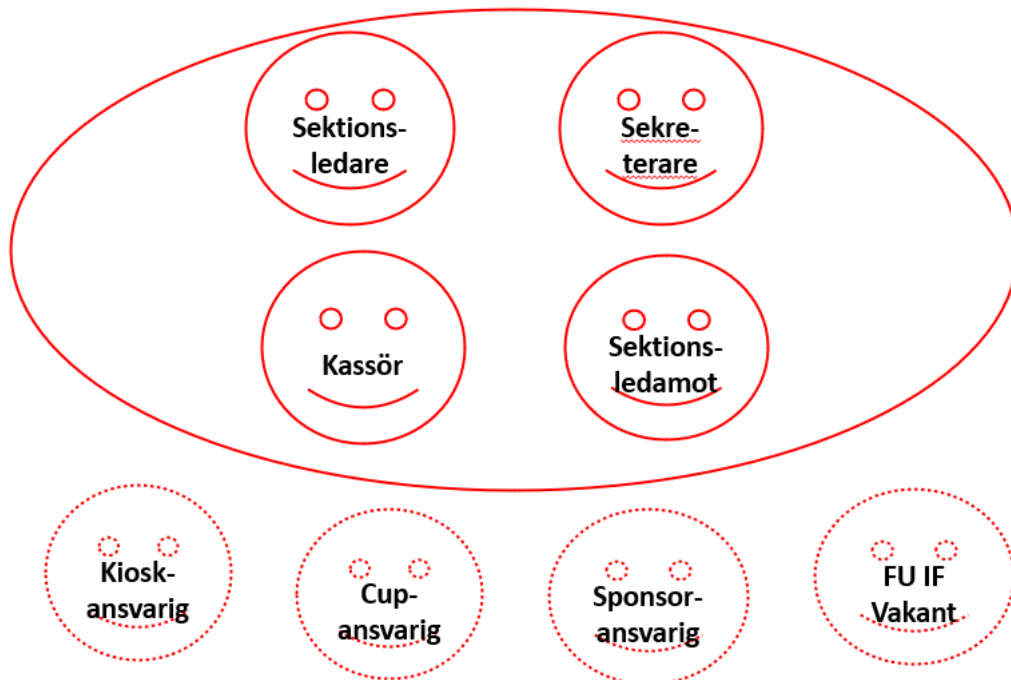 Sektions-
ledare
Sekre-
terare
Kassör
Sektions-
ledamot
Kiosk-
ansvarig
Cup-
ansvarig
Sponsor-
ansvarig
FU IF
Vakant